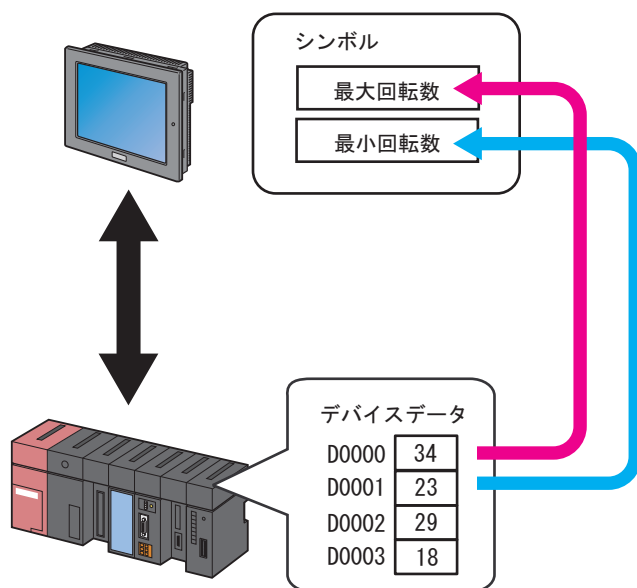 シンボル
最大回転数
最小回転数
デバイスデータ
D0000 34
D0001 23
D0002 29
D0003 18